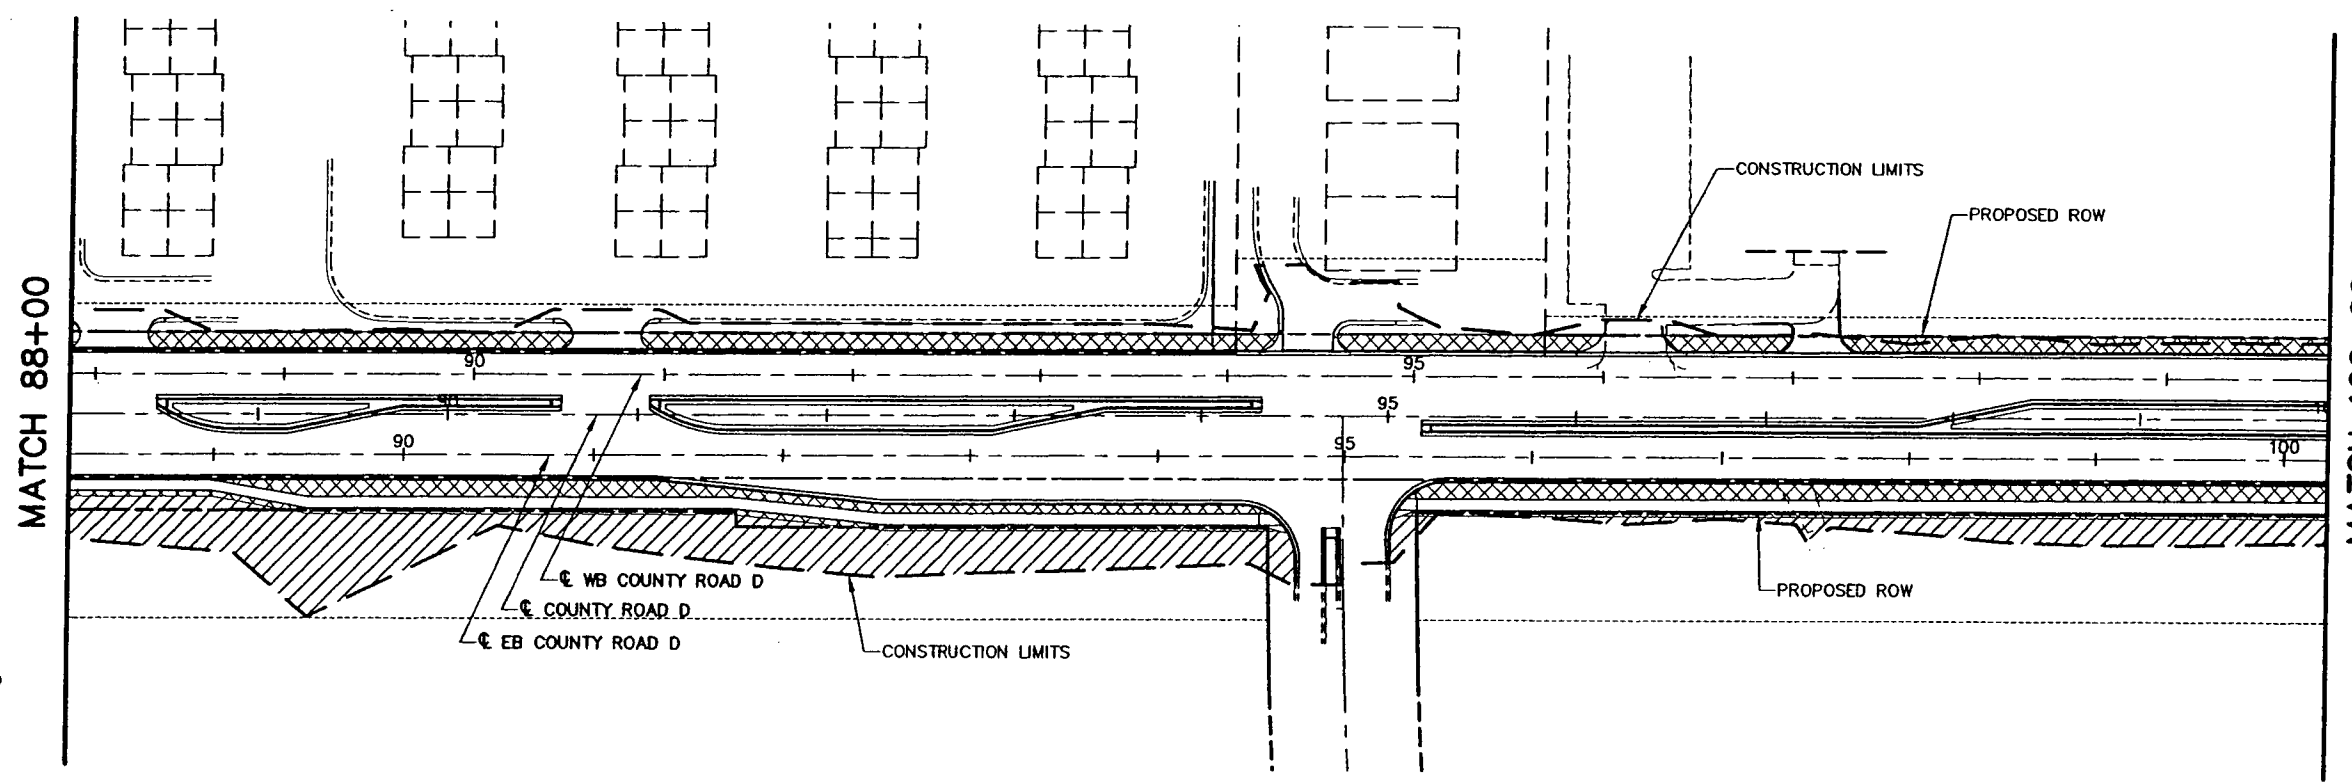 MATCH 88+00
CONSTRUCTION LIMITS
PROPOSED ROW
90
95
95
90
95
100
℄ WB COUNTY ROAD D
℄ COUNTY ROAD D
℄ EB COUNTY ROAD D
CONSTRUCTION LIMITS
PROPOSED ROW